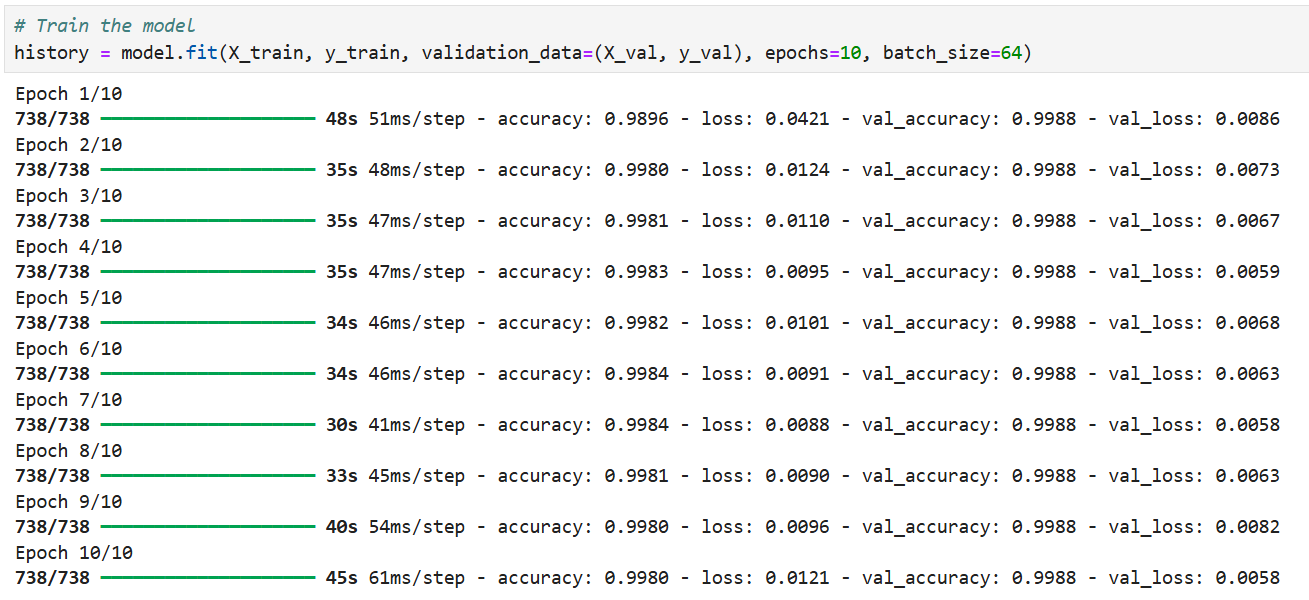 # Train the model
history = model.fit(X_train, y_train, validation_data=(X_val, y_val), epochs=10, batch_size=64)
Epoch 1/10
738/738 ━━━━━━━━━━━━━━━━━━━━ 48s 51ms/step - accuracy: 0.9896 - loss: 0.0421 - val_accuracy: 0.9988 - val_loss: 0.0086
Epoch 2/10
738/738 ━━━━━━━━━━━━━━━━━━━━ 35s 48ms/step - accuracy: 0.9980 - loss: 0.0124 - val_accuracy: 0.9988 - val_loss: 0.0073
Epoch 3/10
738/738 ━━━━━━━━━━━━━━━━━━━━ 35s 47ms/step - accuracy: 0.9981 - loss: 0.0110 - val_accuracy: 0.9988 - val_loss: 0.0067
Epoch 4/10
738/738 ━━━━━━━━━━━━━━━━━━━━ 35s 47ms/step - accuracy: 0.9983 - loss: 0.0095 - val_accuracy: 0.9988 - val_loss: 0.0059
Epoch 5/10
738/738 ━━━━━━━━━━━━━━━━━━━━ 34s 46ms/step - accuracy: 0.9982 - loss: 0.0101 - val_accuracy: 0.9988 - val_loss: 0.0068
Epoch 6/10
738/738 ━━━━━━━━━━━━━━━━━━━━ 34s 46ms/step - accuracy: 0.9984 - loss: 0.0091 - val_accuracy: 0.9988 - val_loss: 0.0063
Epoch 7/10
738/738 ━━━━━━━━━━━━━━━━━━━━ 30s 41ms/step - accuracy: 0.9984 - loss: 0.0088 - val_accuracy: 0.9988 - val_loss: 0.0058
Epoch 8/10
738/738 ━━━━━━━━━━━━━━━━━━━━ 33s 45ms/step - accuracy: 0.9981 - loss: 0.0090 - val_accuracy: 0.9988 - val_loss: 0.0063
Epoch 9/10
738/738 ━━━━━━━━━━━━━━━━━━━━ 40s 54ms/step - accuracy: 0.9980 - loss: 0.0096 - val_accuracy: 0.9988 - val_loss: 0.0082
Epoch 10/10
738/738 ━━━━━━━━━━━━━━━━━━━━ 45s 61ms/step - accuracy: 0.9980 - loss: 0.0121 - val_accuracy: 0.9988 - val_loss: 0.0058